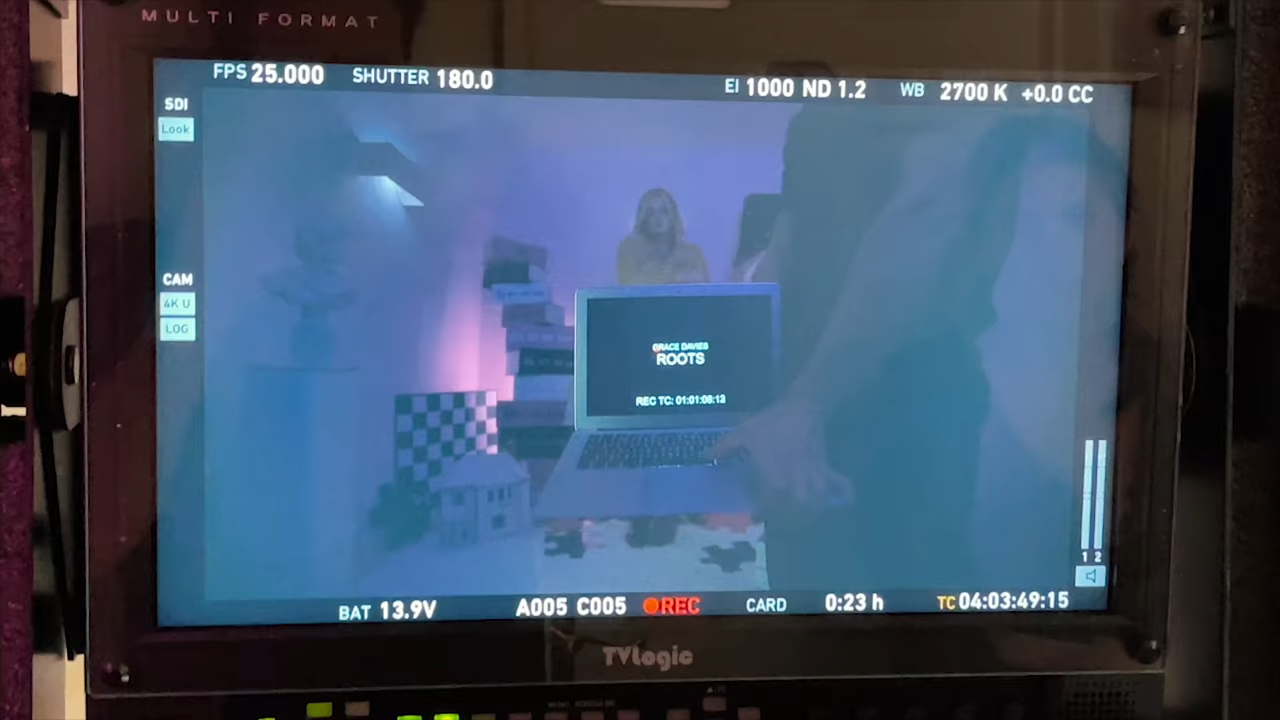 MULTI FORMAT
FPS 25.000 SHUTTER 180.0 EI 1000 ND 1.2 WB 2700 K +0.0 CC
SDI
Look
CAM
4K U
LOG
GRACE DAVIES
ROOTS
REC TC: 01:01:08:13
1 2
BAT 13.9V A005 C005 REC CARD 0:23 h TC 04:03:49:15
TVlogic